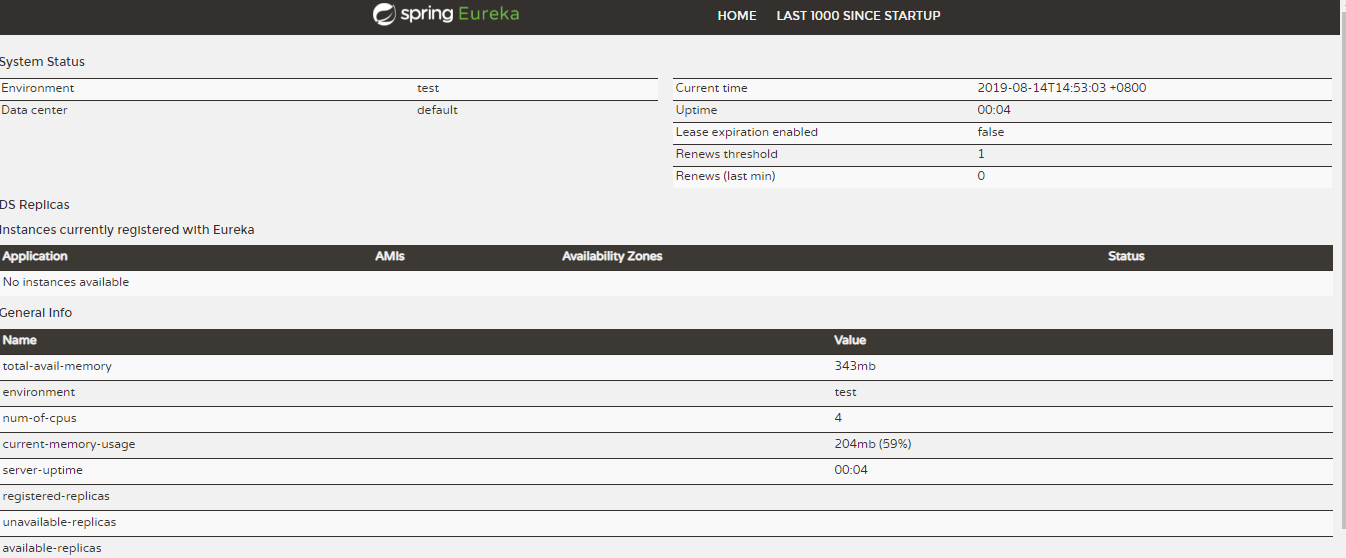 spring Eureka HOME LAST 1000 SINCE STARTUP
System Status
Environment test
Data center default
Current time 2019-08-14T14:53:03 +0800
Uptime 00:04
Lease expiration enabled false
Renews threshold 1
Renews (last min) 0
DS Replicas
Instances currently registered with Eureka
Application AMIs Availability Zones Status
No instances available
General Info
Name Value
total-avail-memory 343mb
environment test
num-of-cpus 4
current-memory-usage 204mb (59%)
server-uptime 00:04
registered-replicas
unavailable-replicas
available-replicas